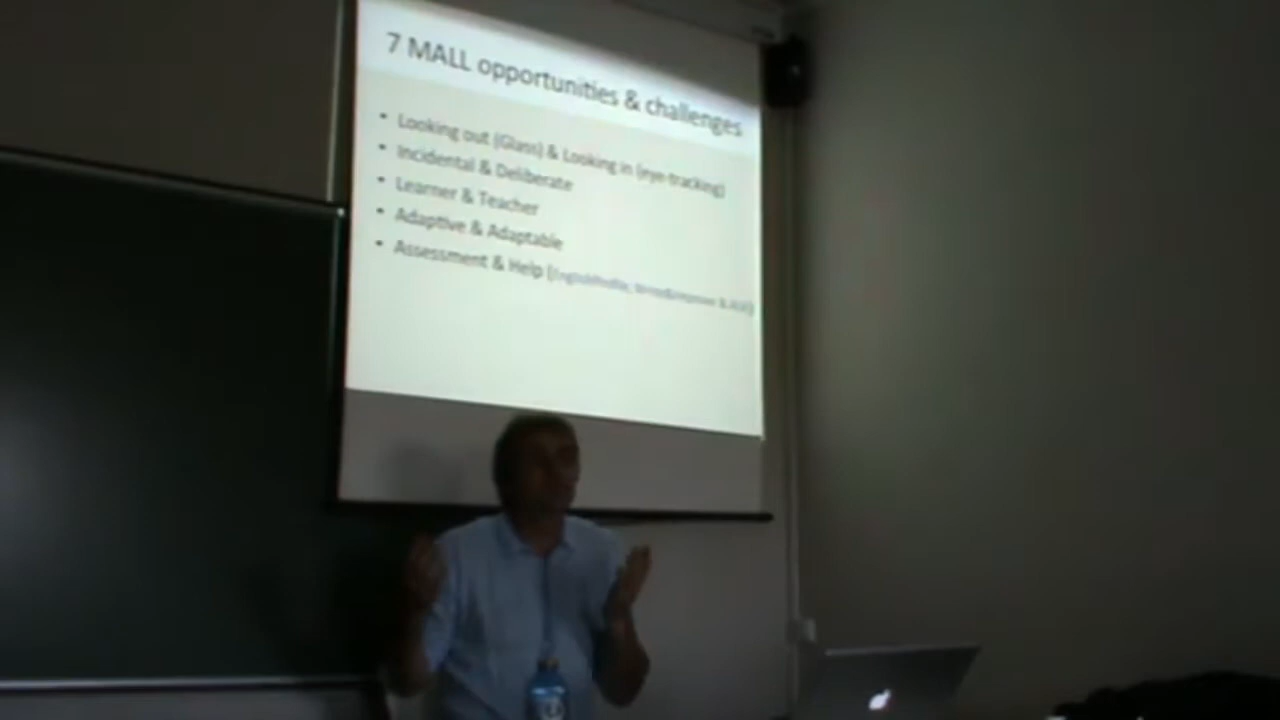 7 MALL opportunities & challenges
• Looking out (Glass) & Looking in (eye-tracking)
• Incidental & Deliberate
• Learner & Teacher
• Adaptive & Adaptable
• Assessment & Help (